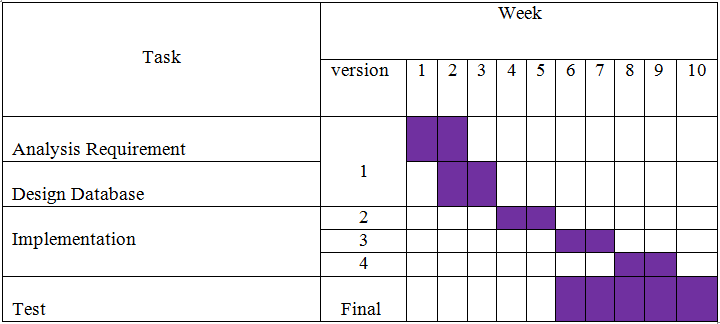 Task
Week
version 1 2 3 4 5 6 7 8 9 10
Analysis Requirement
1
Design Database
Implementation
2
3
4
Test Final